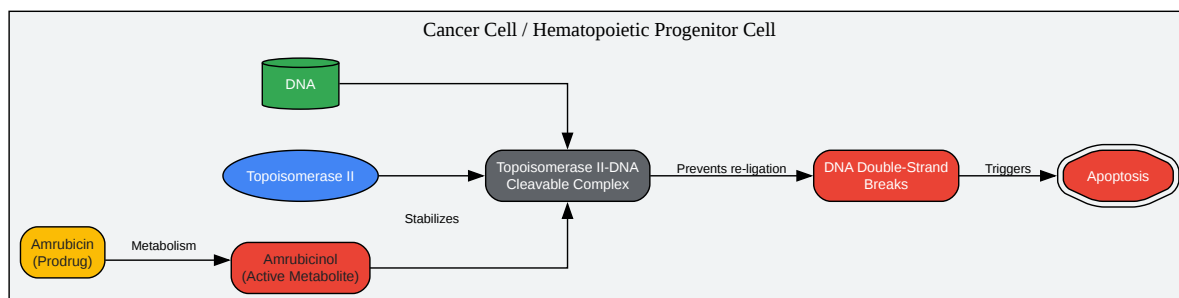 Cancer Cell / Hematopoietic Progenitor Cell
DNA
Topoisomerase II
Topoisomerase II-DNA
Cleavable Complex
Prevents re-ligation
DNA Double-Strand
Breaks
Triggers
Apoptosis
Stabilizes
Amrubicin
(Prodrug)
Metabolism
Amrubicinol
(Active Metabolite)